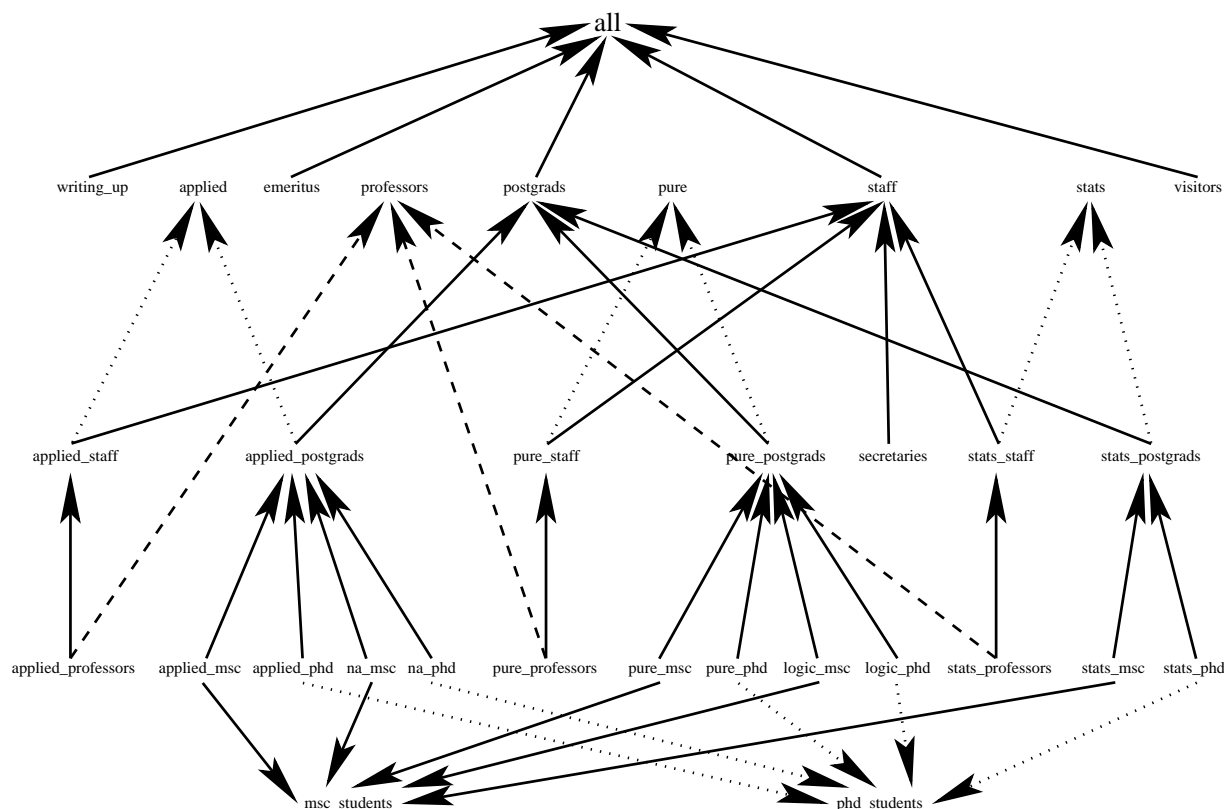 all
writing_up applied emeritus professors postgrads pure staff stats visitors
applied_staff applied_postgrads pure_staff pure_postgrads secretaries stats_staff stats_postgrads
applied_professors applied_msc applied_phd na_msc na_phd pure_professors pure_msc pure_phd logic_msc logic_phd stats_professors stats_msc stats_phd
msc_students phd_students